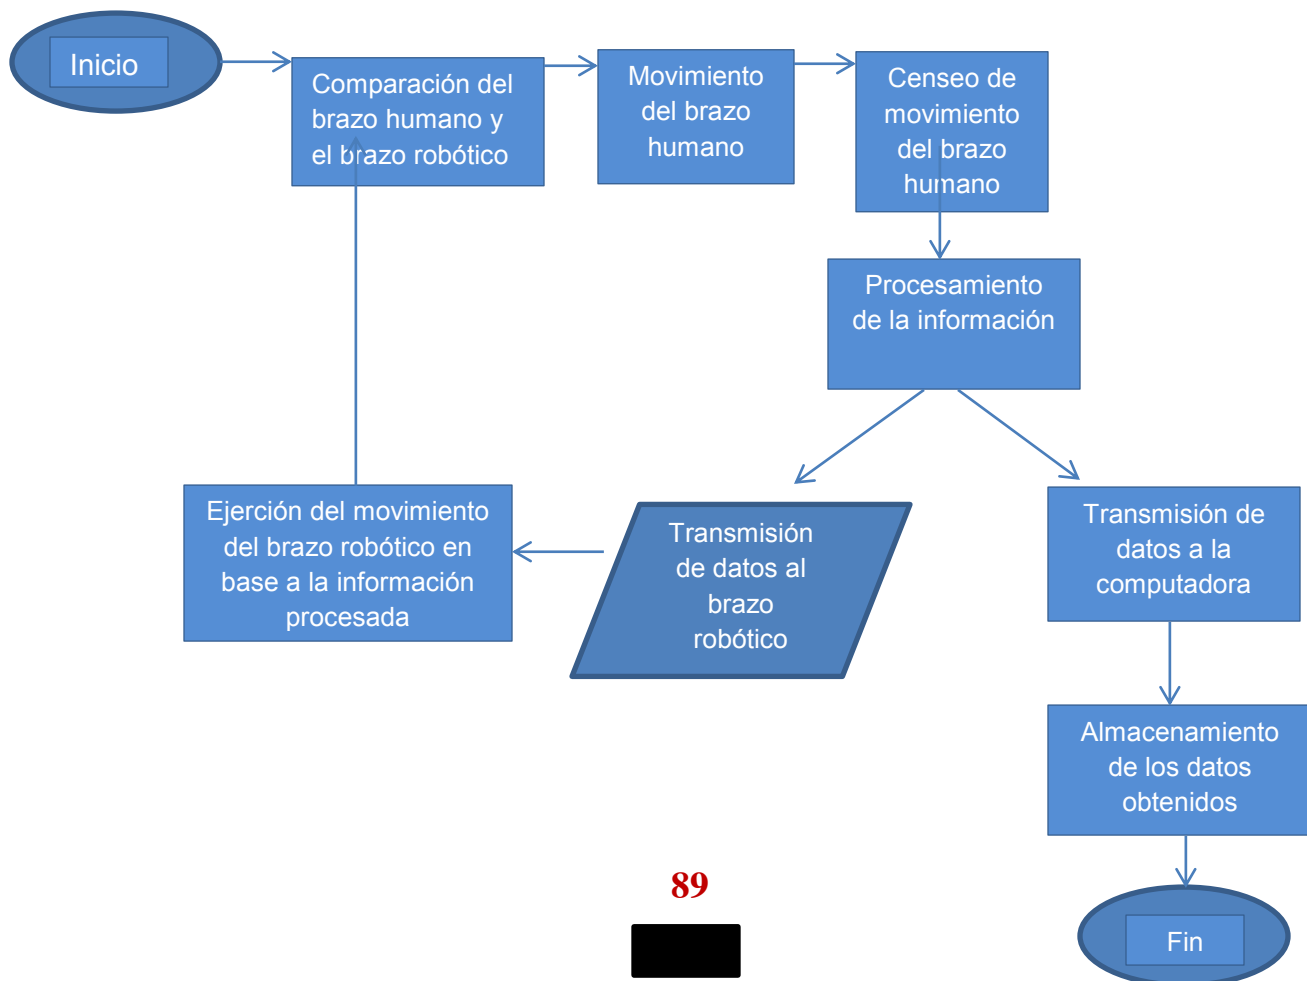 Inicio
Comparación del
brazo humano y
el brazo robótico
Movimiento
del brazo
humano
Censeo de
movimiento
del brazo
humano
Procesamiento
de la información
Ejerción del movimiento
del brazo robótico en
base a la información
procesada
Transmisión
de datos al
brazo
robótico
Transmisión de
datos a la
computadora
Almacenamiento
de los datos
obtenidos
Fin
89